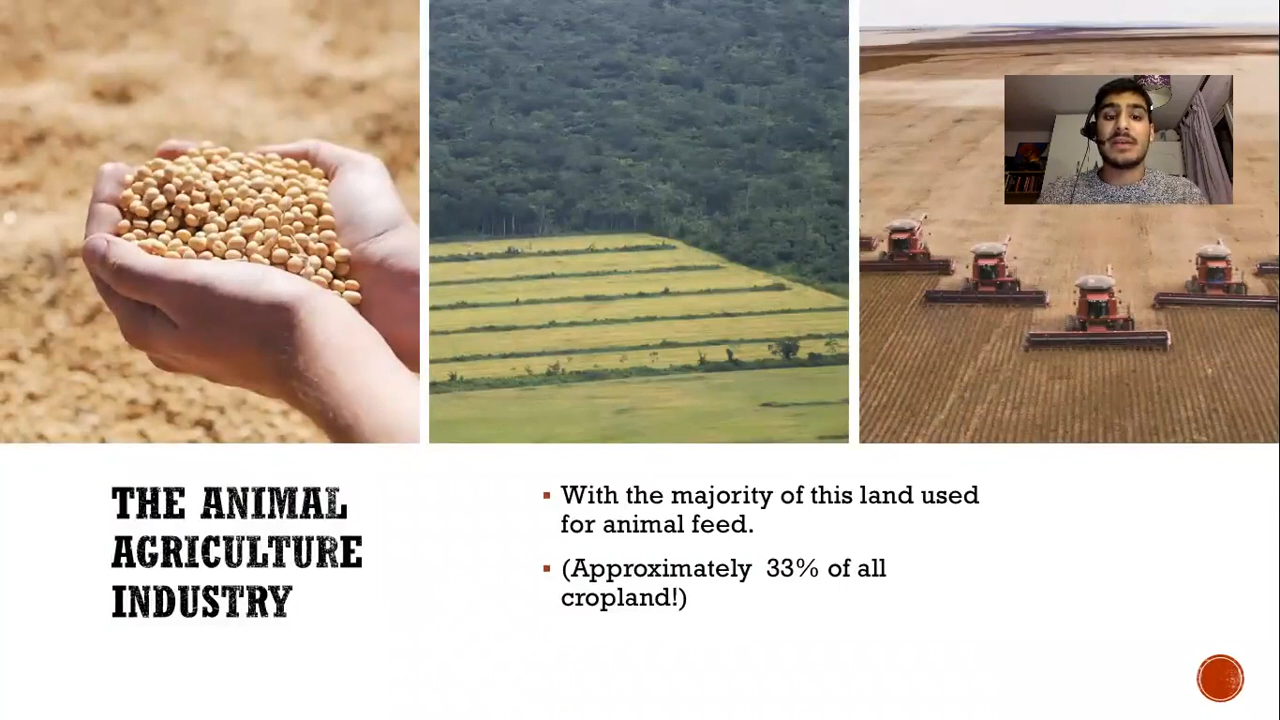 THE ANIMAL
AGRICULTURE
INDUSTRY
With the majority of this land used
for animal feed.
(Approximately 33% of all
cropland!)